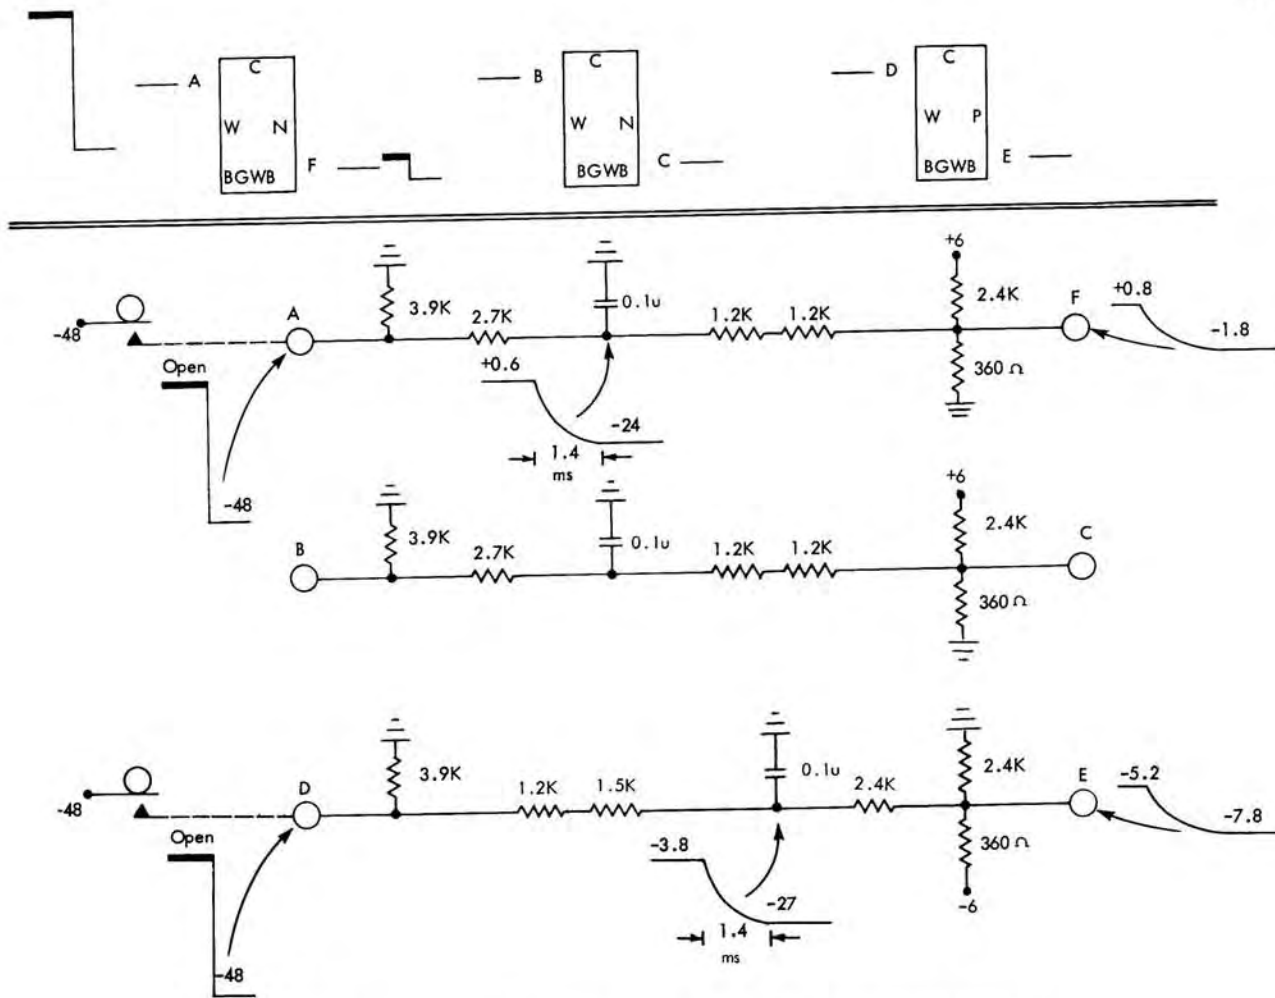 C
A
W N
BGWB
F
C
B
W N
BGWB
C
C
D
W P
BGWB
E
-48
A
Open
-48
3.9K
2.7K
0.1u
+0.6
-24
1.4
ms
1.2K 1.2K
+6
2.4K
360 Ω
F
+0.8
-1.8
B
3.9K
2.7K
0.1u
1.2K 1.2K
+6
2.4K
360 Ω
C
-48
D
Open
-48
3.9K
1.2K 1.5K
0.1u
-3.8
-27
1.4
ms
2.4K
2.4K
360 Ω
-6
E
-5.2
-7.8